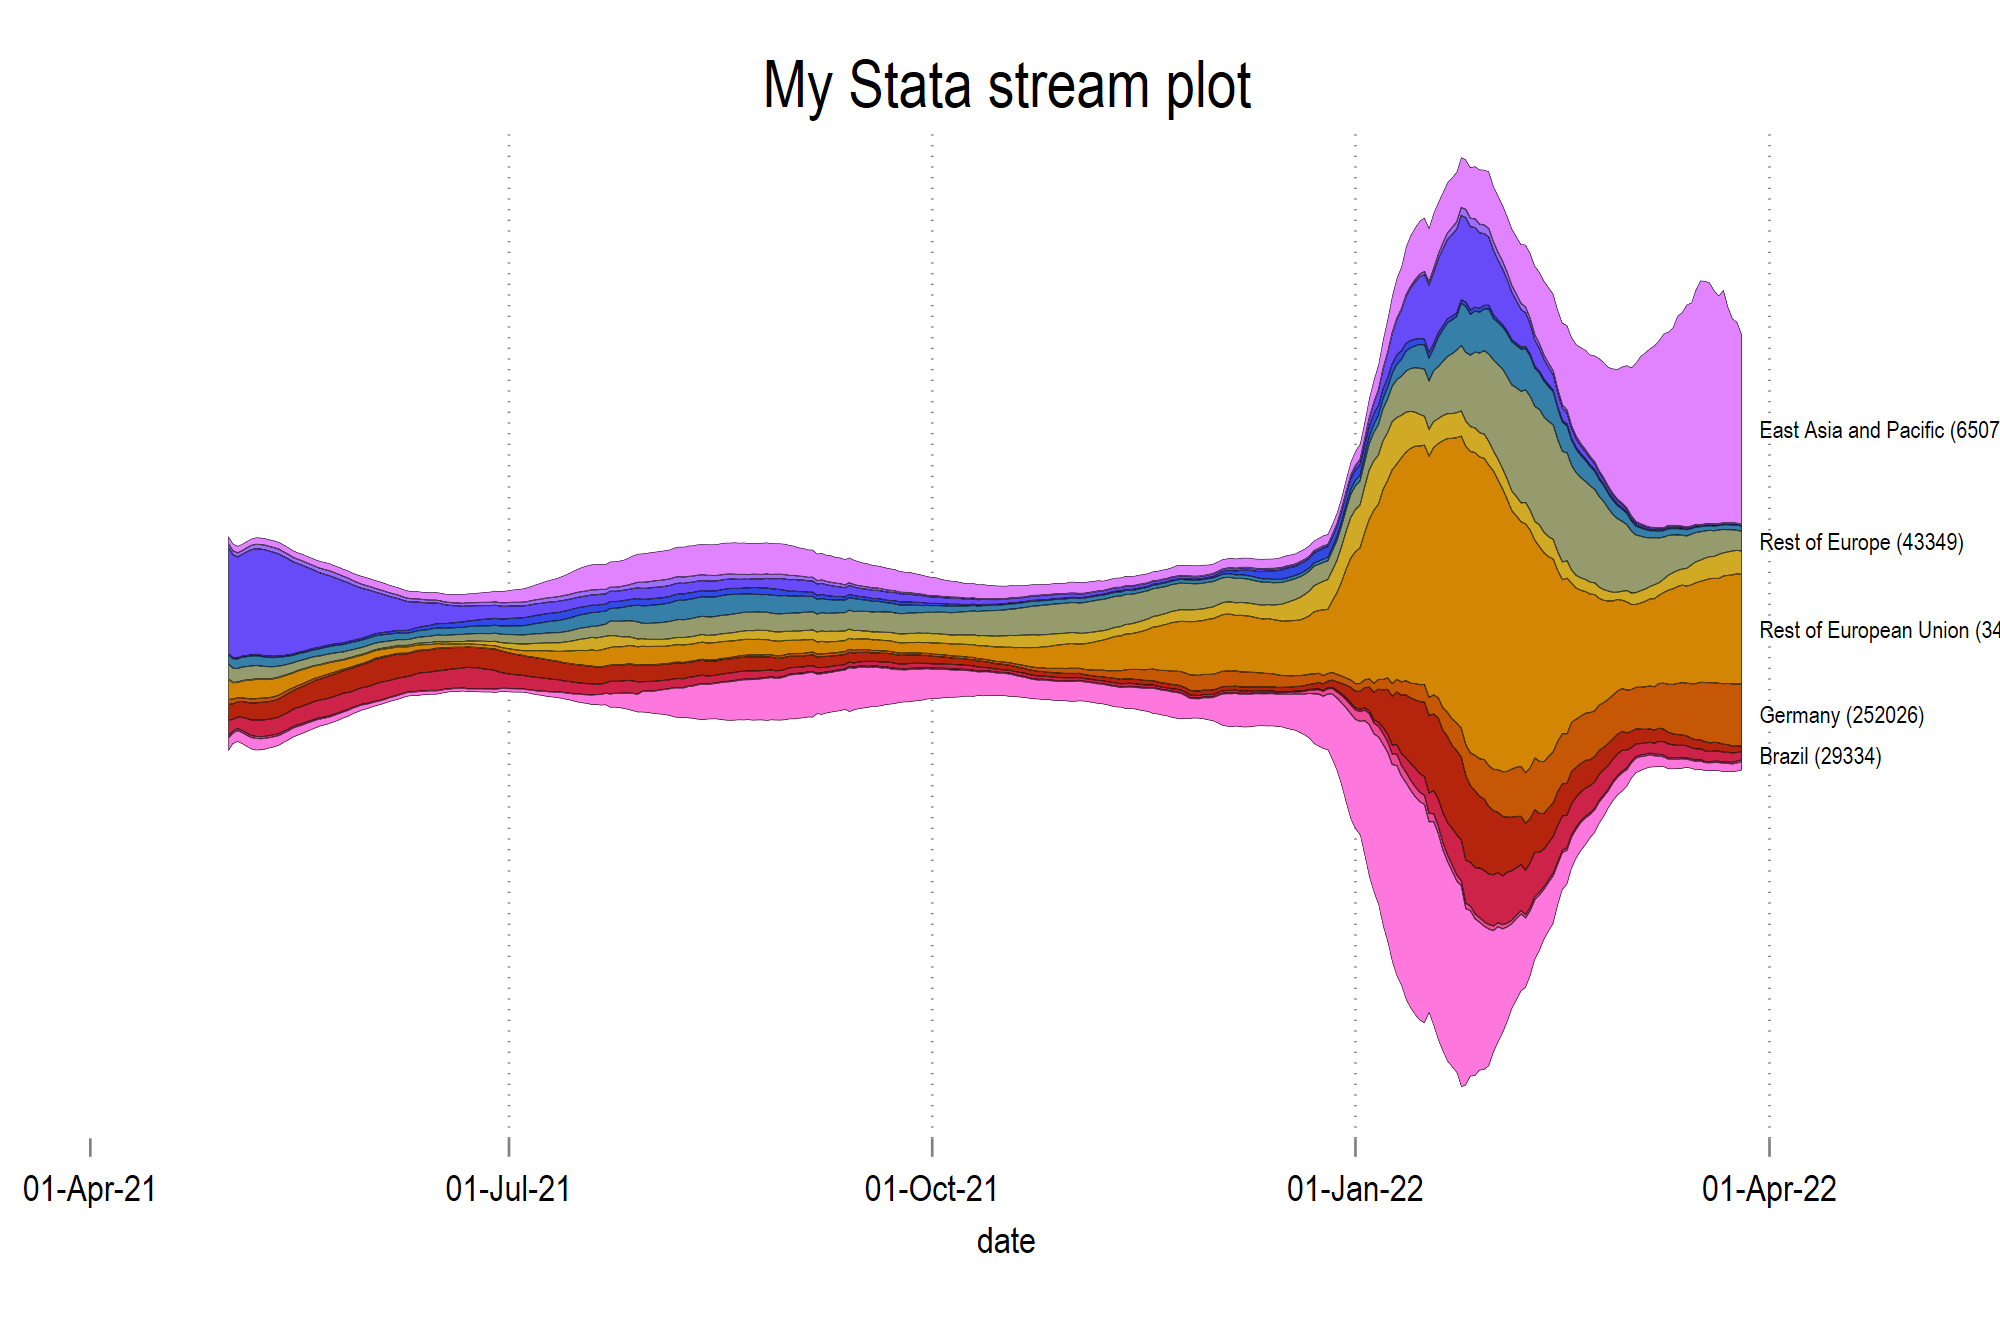 My Stata stream plot
East Asia and Pacific (6507
Rest of Europe (43349)
Rest of European Union (34
Germany (252026)
Brazil (29334)
01-Apr-21
01-Jul-21
01-Oct-21
01-Jan-22
01-Apr-22
date